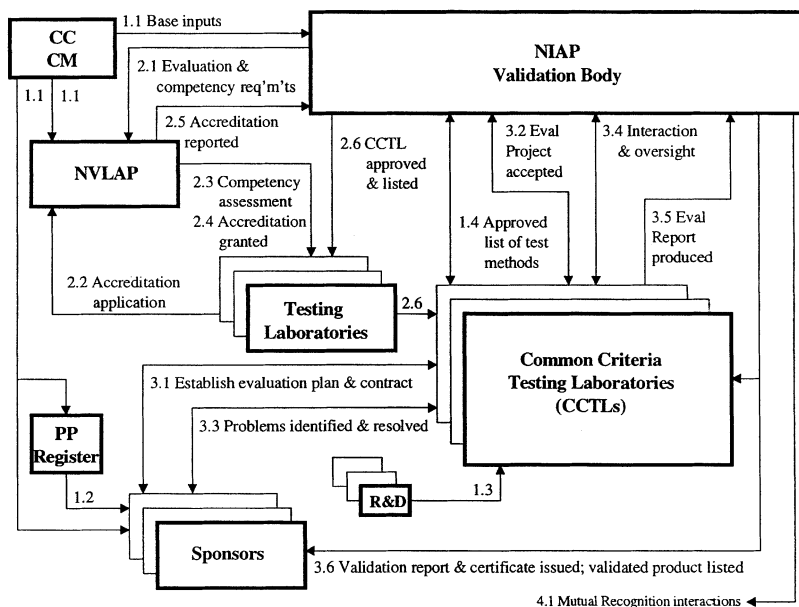 CC
CM
1.1 Base inputs
NIAP
Validation Body
2.1 Evaluation &
competency req'm'ts
1.1
1.1
2.5 Accreditation
reported
NVLAP
2.3 Competency
assessment
2.4 Accreditation
granted
2.6 CCTL
approved
& listed
3.2 Eval
Project
accepted
3.4 Interaction
& oversight
1.4 Approved
list of test
methods
3.5 Eval
Report
produced
2.2 Accreditation
application
Testing
Laboratories
2.6
Common Criteria
Testing Laboratories
(CCTLs)
3.1 Establish evaluation plan & contract
3.3 Problems identified & resolved
PP
Register
1.2
R&D
1.3
Sponsors
3.6 Validation report & certificate issued; validated product listed
4.1 Mutual Recognition interactions